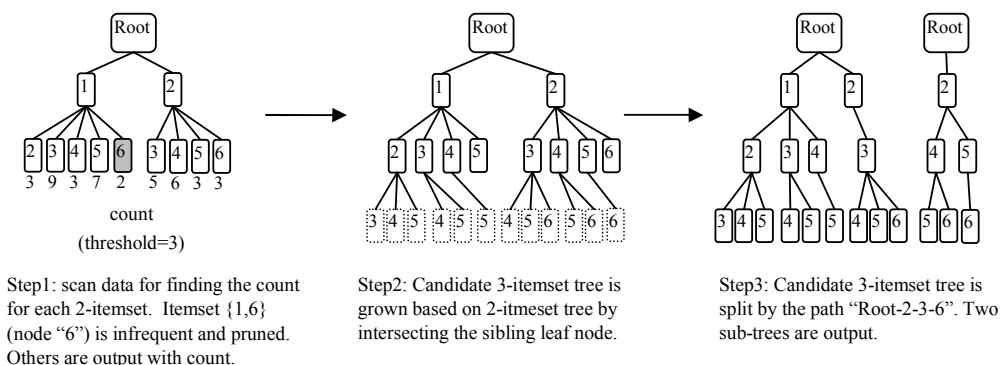 Root
Root
Root
Root
1
2
1
2
1
2
2
2 3 4 5 6
3 4 5 6
2 3 4 5
3 4 5 6
2
3 4
3
4 5
3 9 3 7 2
5 6 3 3
3 4 5
4 5
5
4 5 6
5 6
6
3 4 5
4 5
5
4 5 6
5 6
6
count
(threshold=3)
Step1: scan data for finding the count
for each 2-itemset. Itemset {1,6}
(node “6”) is infrequent and pruned.
Others are output with count.
Step2: Candidate 3-itemset tree is
grown based on 2-itmeset tree by
intersecting the sibling leaf node.
Step3: Candidate 3-itemset tree is
split by the path “Root-2-3-6”. Two
sub-trees are output.